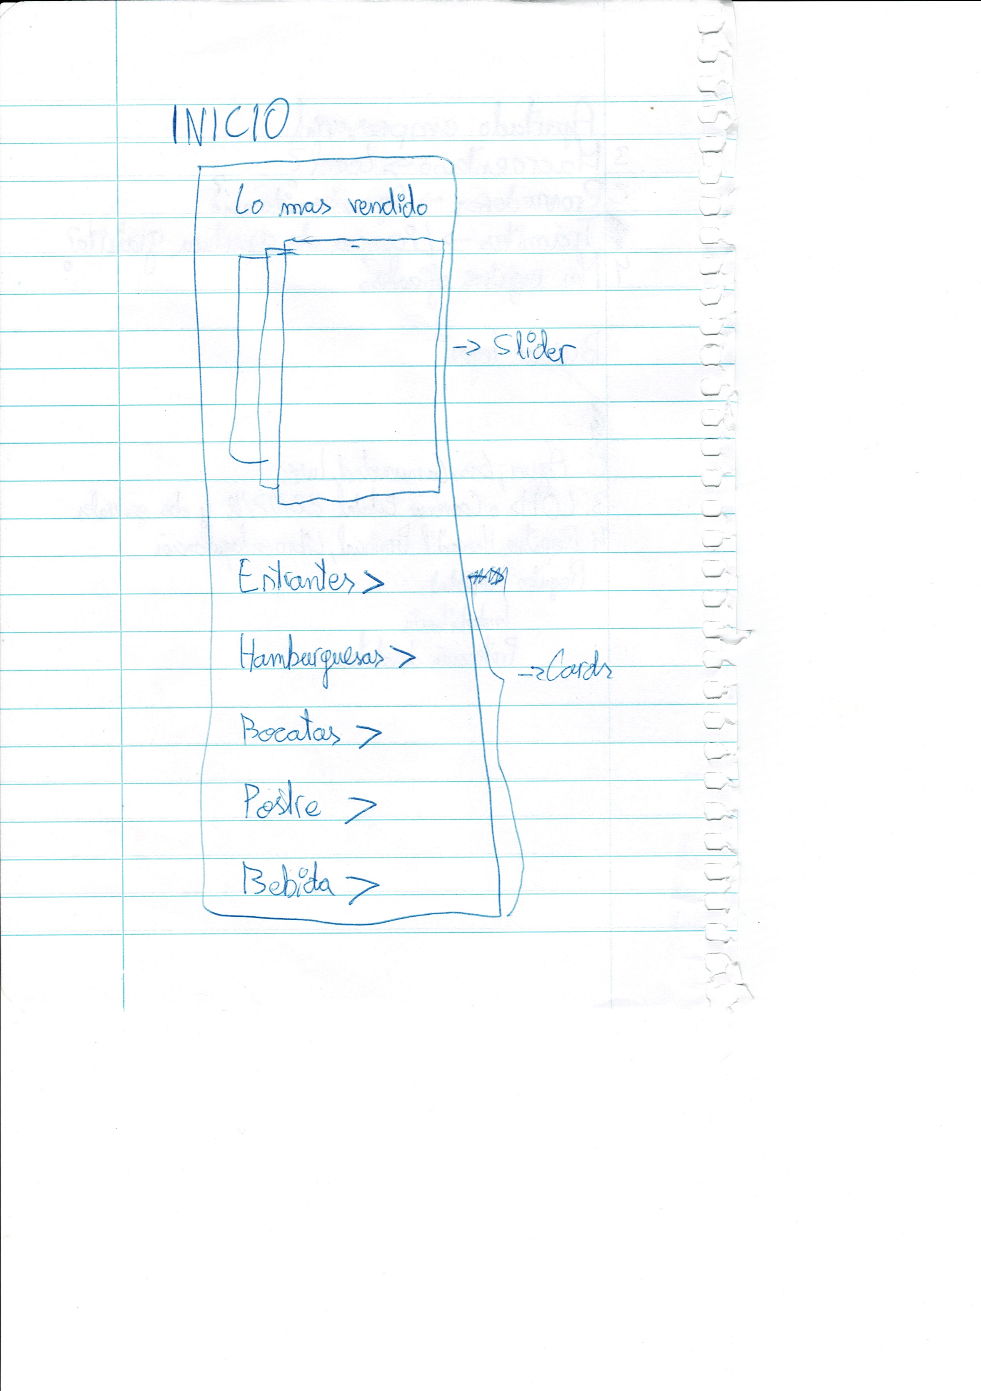 INICIO
Lo mas vendido
-> Slider
Entrantes >
Hamburguesas >
-> Cards
Bocatas >
Postre >
Bebida >